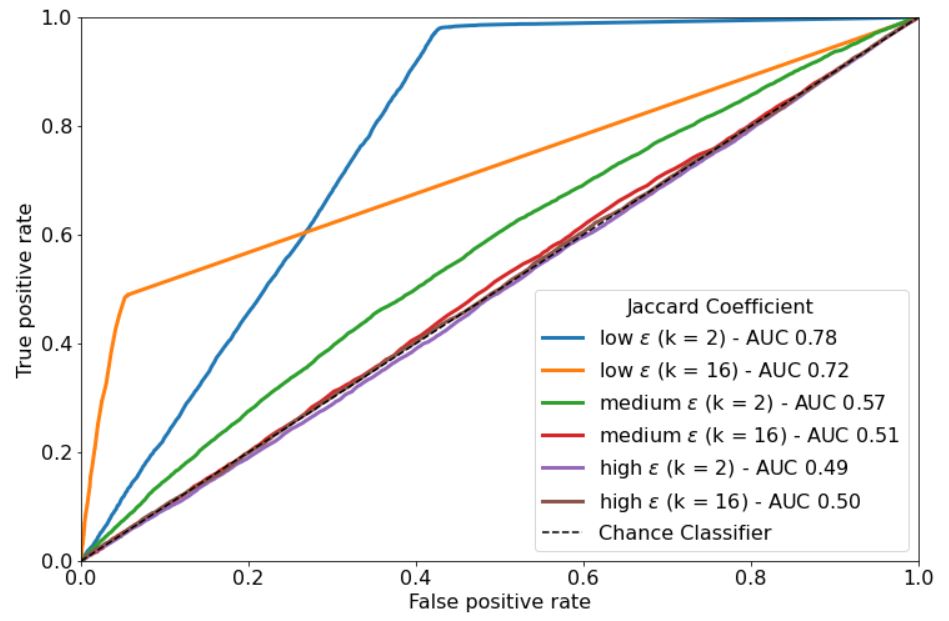 1.0
0.8
0.6
0.4
0.2
0.0
True positive rate
Jaccard Coefficient
low ε (k = 2) - AUC 0.78
low ε (k = 16) - AUC 0.72
medium ε (k = 2) - AUC 0.57
medium ε (k = 16) - AUC 0.51
high ε (k = 2) - AUC 0.49
high ε (k = 16) - AUC 0.50
Chance Classifier
0.0 0.2 0.4 0.6 0.8 1.0
False positive rate